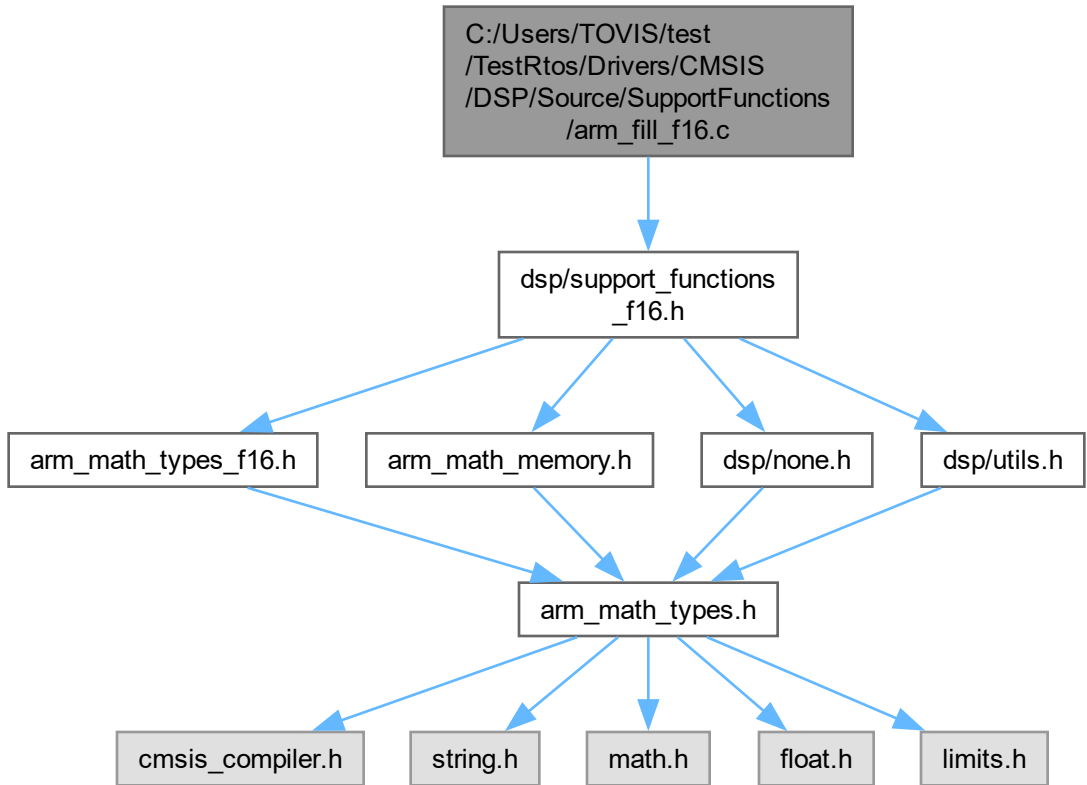 C:/Users/TOVIS/test
/TestRtos/Drivers/CMSIS
/DSP/Source/SupportFunctions
/arm_fill_f16.c
dsp/support_functions
_f16.h
arm_math_types_f16.h
arm_math_memory.h
dsp/none.h
dsp/utils.h
arm_math_types.h
cmsis_compiler.h
string.h
math.h
float.h
limits.h